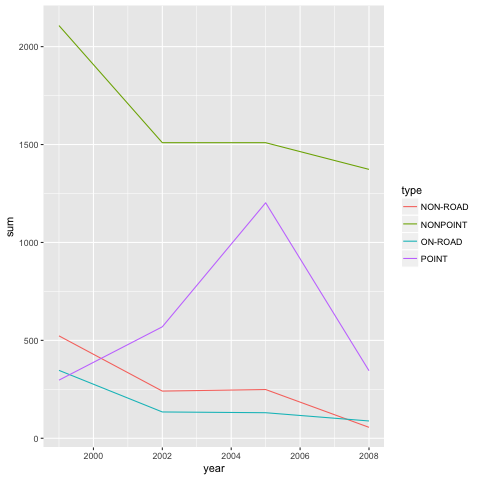 2000
1500
1000
500
0
sum
2000
2002
2004
2006
2008
year
type
NON-ROAD
NONPOINT
ON-ROAD
POINT